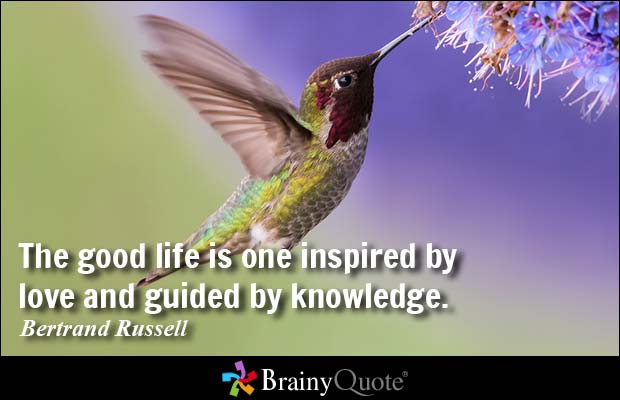 The good life is one inspired by
love and guided by knowledge.
Bertrand Russell
BrainyQuote®